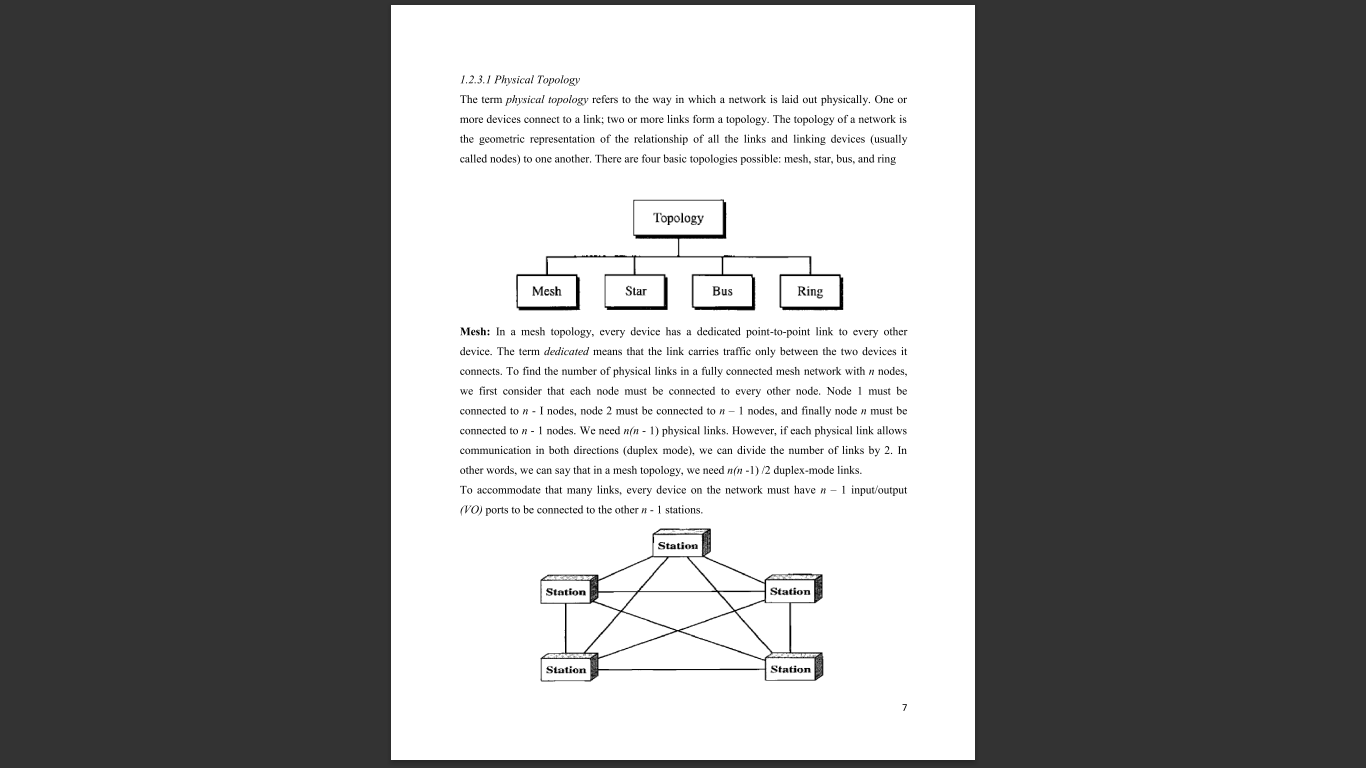 1.2.3.1 Physical Topology
The term physical topology refers to the way in which a network is laid out physically. One or
more devices connect to a link; two or more links form a topology. The topology of a network is
the geometric representation of the relationship of all the links and linking devices (usually
called nodes) to one another. There are four basic topologies possible: mesh, star, bus, and ring
Topology
Mesh Star Bus Ring
Mesh: In a mesh topology, every device has a dedicated point-to-point link to every other
device. The term dedicated means that the link carries traffic only between the two devices it
connects. To find the number of physical links in a fully connected mesh network with n nodes,
we first consider that each node must be connected to every other node. Node 1 must be
connected to n - I nodes, node 2 must be connected to n – 1 nodes, and finally node n must be
connected to n - 1 nodes. We need n(n - 1) physical links. However, if each physical link allows
communication in both directions (duplex mode), we can divide the number of links by 2. In
other words, we can say that in a mesh topology, we need n(n -1) /2 duplex-mode links.
To accommodate that many links, every device on the network must have n – 1 input/output
(VO) ports to be connected to the other n - 1 stations.
Station
Station Station
Station Station
7